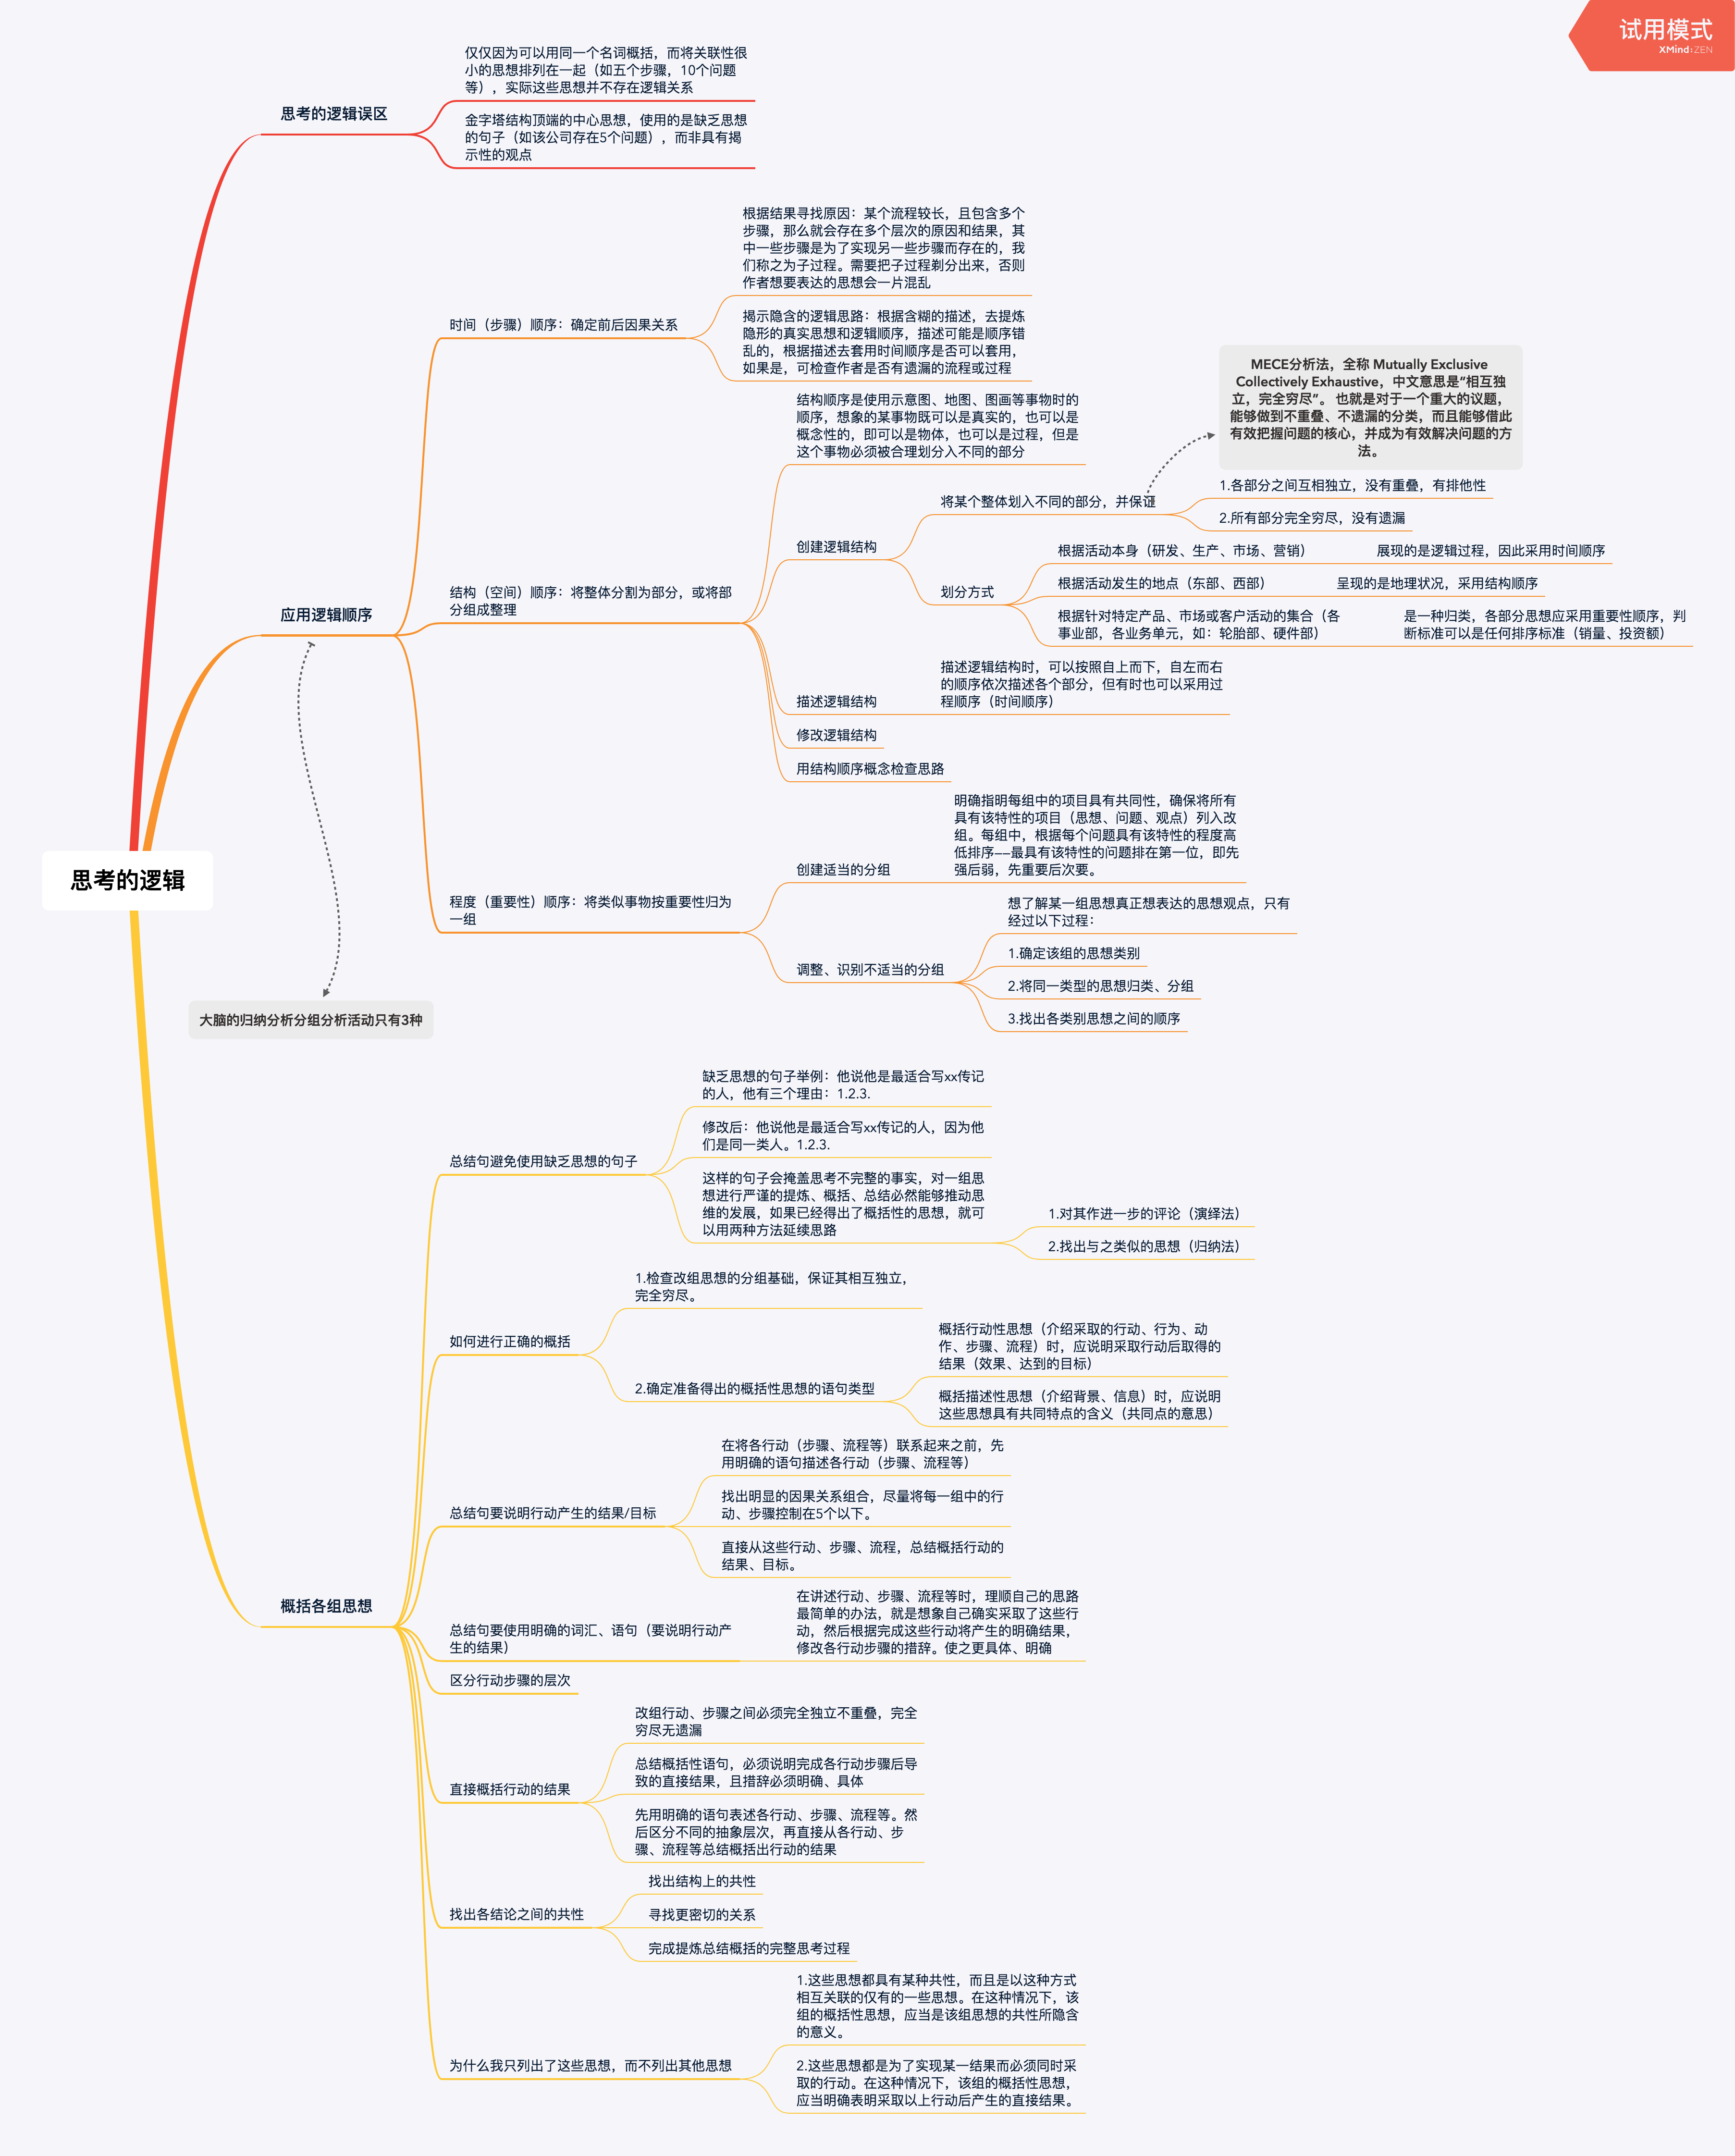 试用模式
XMind:ZEN
思考的逻辑
思考的逻辑误区
仅仅因为可以用同一个名词概括，而将关联性很
小的思想排列在一起（如五个步骤，10个问题
等），实际这些思想并不存在逻辑关系
金字塔结构顶端的中心思想，使用的是缺乏思想
的句子（如该公司存在5个问题），而非具有揭
示性的观点
应用逻辑顺序
时间（步骤）顺序：确定前后因果关系
根据结果寻找原因：某个流程较长，且包含多个
步骤，那么就会存在多个层次的原因和结果，其
中一些步骤是为了实现另一些步骤而存在的，我
们称之为子过程。需要把子过程剃分出来，否则
作者想要表达的思想会一片混乱
揭示隐含的逻辑思路：根据含糊的描述，去提炼
隐形的真实思想和逻辑顺序，描述可能是顺序错
乱的，根据描述去套用时间顺序是否可以套用，
如果是，可检查作者是否有遗漏的流程或过程
结构（空间）顺序：将整体分割为部分，或将部
分组成整理
结构顺序是使用示意图、地图、图画等事物时的
顺序，想象的某事物既可以是真实的，也可以是
概念性的，即可以是物体，也可以是过程，但是
这个事物必须被合理划分入不同的部分
创建逻辑结构
将某个整体划入不同的部分，并保证
MECE分析法，全称 Mutually Exclusive
Collectively Exhaustive，中文意思是“相互独
立，完全穷尽”。 也就是对于一个重大的议题，
能够做到不重叠、不遗漏的分类，而且能够借此
有效把握问题的核心，并成为有效解决问题的方
法。
1.各部分之间互相独立，没有重叠，有排他性
2.所有部分完全穷尽，没有遗漏
划分方式
根据活动本身（研发、生产、市场、营销）
展现的是逻辑过程，因此采用时间顺序
根据活动发生的地点（东部、西部）
呈现的是地理状况，采用结构顺序
根据针对特定产品、市场或客户活动的集合（各
事业部，各业务单元，如：轮胎部、硬件部）
是一种归类，各部分思想应采用重要性顺序，判
断标准可以是任何排序标准（销量、投资额）
描述逻辑结构
描述逻辑结构时，可以按照自上而下，自左而右
的顺序依次描述各个部分，但有时也可以采用过
程顺序（时间顺序）
修改逻辑结构
用结构顺序概念检查思路
程度（重要性）顺序：将类似事物按重要性归为
一组
创建适当的分组
明确指明每组中的项目具有共同性，确保将所有
具有该特性的项目（思想、问题、观点）列入改
组。每组中，根据每个问题具有该特性的程度高
低排序——最具有该特性的问题排在第一位，即先
强后弱，先重要后次要。
调整、识别不适当的分组
想了解某一组思想真正想表达的思想观点，只有
经过以下过程：
1.确定该组的思想类别
2.将同一类型的思想归类、分组
3.找出各类别思想之间的顺序
大脑的归纳分析分组分析活动只有3种
概括各组思想
总结句避免使用缺乏思想的句子
缺乏思想的句子举例：他说他是最适合写xx传记
的人，他有三个理由：1.2.3.
修改后：他说他是最适合写xx传记的人，因为他
们是同一类人。1.2.3.
这样的句子会掩盖思考不完整的事实，对一组思
想进行严谨的提炼、概括、总结必然能够推动思
维的发展，如果已经得出了概括性的思想，就可
以用两种方法延续思路
1.对其作进一步的评论（演绎法）
2.找出与之类似的思想（归纳法）
如何进行正确的概括
1.检查改组思想的分组基础，保证其相互独立，
完全穷尽。
2.确定准备得出的概括性思想的语句类型
概括行动性思想（介绍采取的行动、行为、动
作、步骤、流程）时，应说明采取行动后取得的
结果（效果、达到的目标）
概括描述性思想（介绍背景、信息）时，应说明
这些思想具有共同特点的含义（共同点的意思）
总结句要说明行动产生的结果/目标
在将各行动（步骤、流程等）联系起来之前，先
用明确的语句描述各行动（步骤、流程等）
找出明显的因果关系组合，尽量将每一组中的行
动、步骤控制在5个以下。
直接从这些行动、步骤、流程，总结概括行动的
结果、目标。
总结句要使用明确的词汇、语句（要说明行动产
生的结果）
在讲述行动、步骤、流程等时，理顺自己的思路
最简单的办法，就是想象自己确实采取了这些行
动，然后根据完成这些行动将产生的明确结果，
修改各行动步骤的措辞。使之更具体、明确
区分行动步骤的层次
直接概括行动的结果
改组行动、步骤之间必须完全独立不重叠，完全
穷尽无遗漏
总结概括性语句，必须说明完成各行动步骤后导
致的直接结果，且措辞必须明确、具体
先用明确的语句表述各行动、步骤、流程等。然
后区分不同的抽象层次，再直接从各行动、步
骤、流程等总结概括出行动的结果
找出各结论之间的共性
找出结构上的共性
寻找更密切的关系
完成提炼总结概括的完整思考过程
为什么我只列出了这些思想，而不列出其他思想
1.这些思想都具有某种共性，而且是以这种方式
相互关联的仅有的一些思想。在这种情况下，该
组的概括性思想，应当是该组思想的共性所隐含
的意义。
2.这些思想都是为了实现某一结果而必须同时采
取的行动。在这种情况下，该组的概括性思想，
应当明确表明采取以上行动后产生的直接结果。